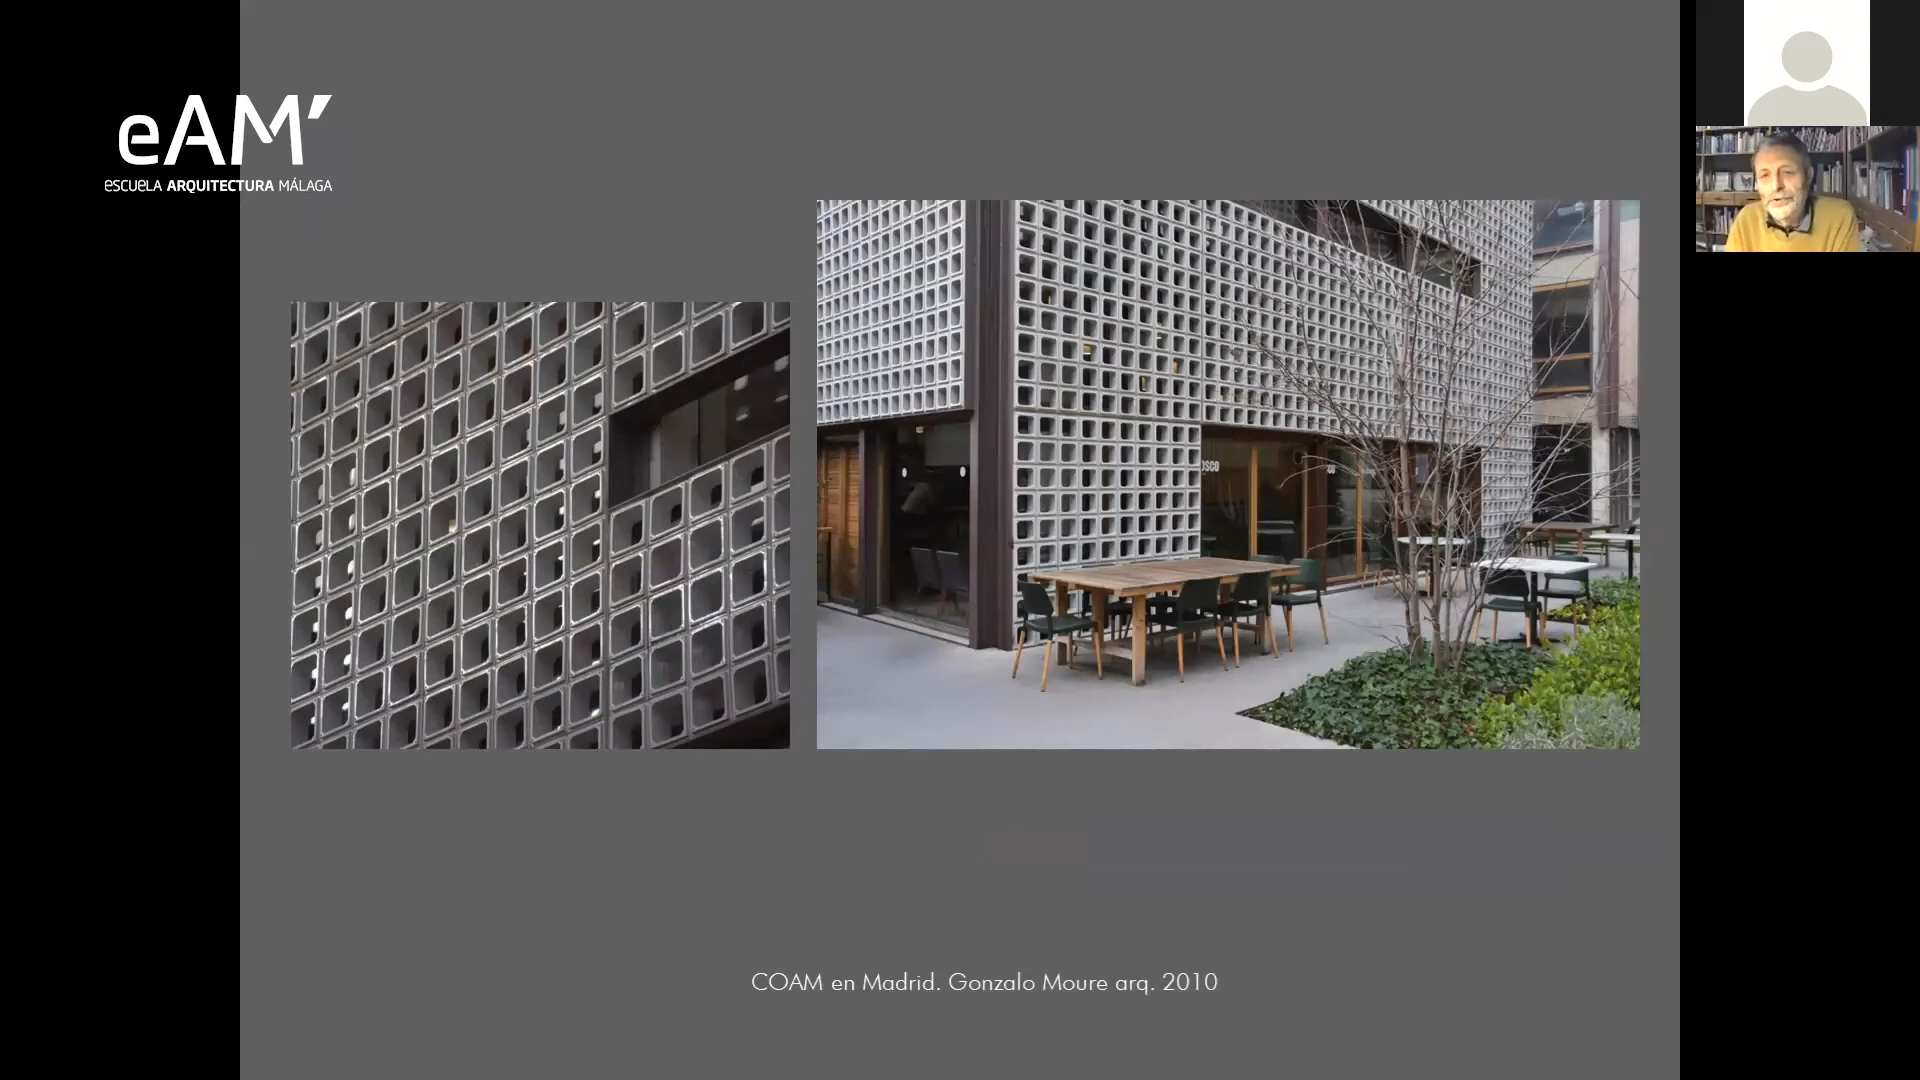 eAM'
ESCUELA ARQUITECTURA MÁLAGA
COAM en Madrid. Gonzalo Moure arq. 2010